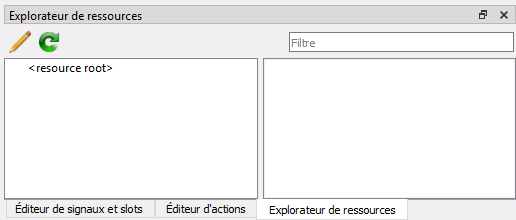 Explorateur de ressources
Filtre
<resource root>
Éditeur de signaux et slots
Éditeur d'actions
Explorateur de ressources